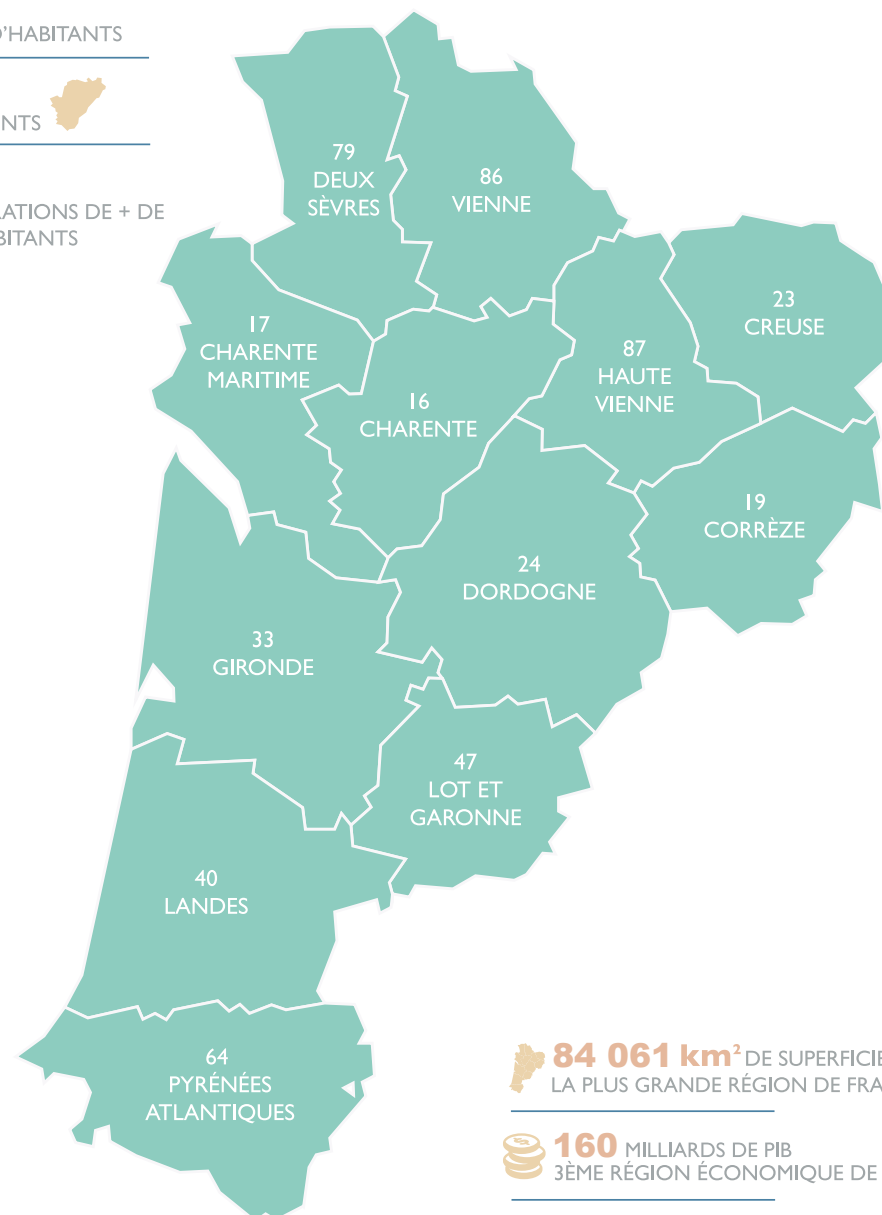 D'HABITANTS
NTS
ATIONS DE + DE
BITANTS
79
DEUX
SÈVRES
86
VIENNE
17
CHARENTE
MARITIME
16
CHARENTE
87
HAUTE
VIENNE
23
CREUSE
19
CORRÈZE
24
DORDOGNE
33
GIRONDE
47
LOT ET
GARONNE
40
LANDES
64
PYRÉNÉES
ATLANTIQUES
84 061 km² DE SUPERFICIE
LA PLUS GRANDE RÉGION DE FRA
160 MILLIARDS DE PIB
3ÈME RÉGION ÉCONOMIQUE DE